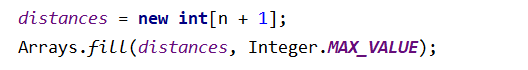 distances = new int[n + 1];
Arrays.fill(distances, Integer.MAX_VALUE);